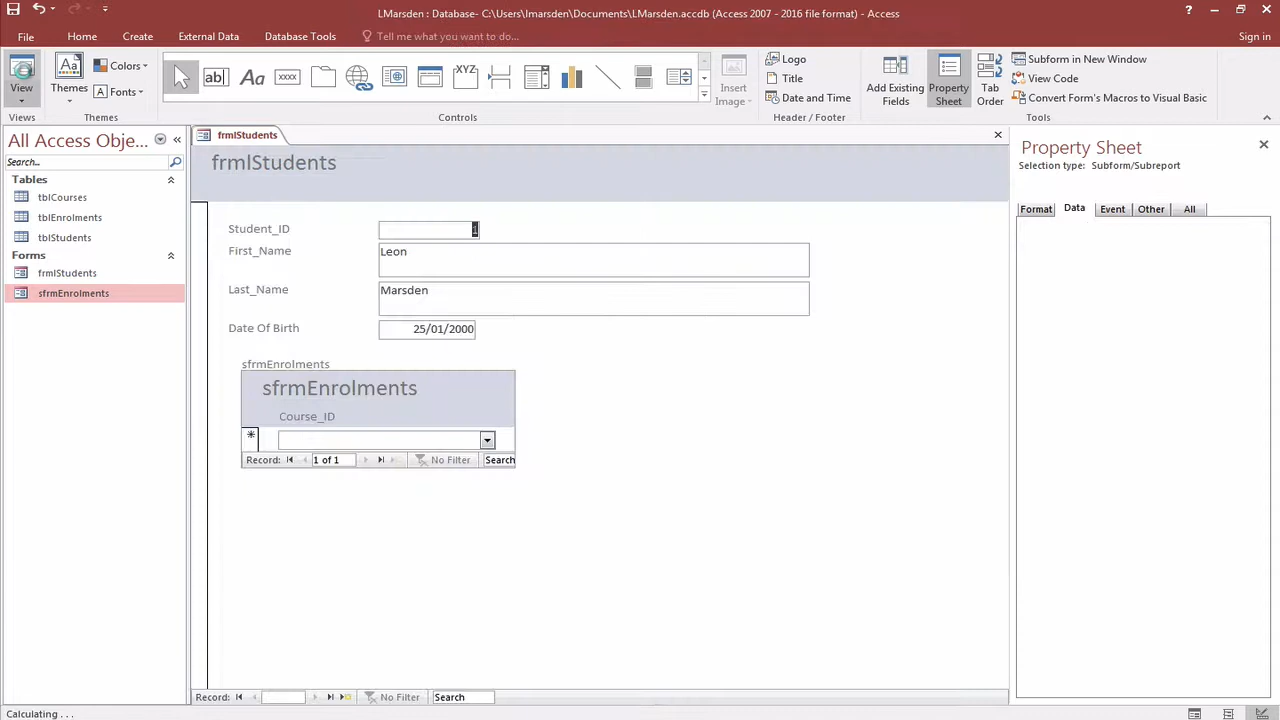 LMarsden : Database- C:\Users\lmarsden\Documents\LMarsden.accdb (Access 2007 - 2016 file format) - Access
?
File Home Create External Data Database Tools Tell me what you want to do... Sign in
View
Views
Themes
Colors
Fonts
Themes
ab|
Aa
xxxx
XYZ
Insert
Image
Controls
Logo
Title
Date and Time
Header / Footer
Add Existing
Fields
Property
Sheet
Tab
Order
Subform in New Window
View Code
Convert Form's Macros to Visual Basic
Tools
All Access Obje...
Search...
Tables
tblCourses
tblEnrolments
tblStudents
Forms
frmlStudents
sfrmEnrolments
frmlStudents
frmlStudents
Student_ID 1
First_Name Leon
Last_Name Marsden
Date Of Birth 25/01/2000
sfrmEnrolments
sfrmEnrolments
Course_ID
Record: 1 of 1 No Filter Search
Record: No Filter Search
Property Sheet
Selection type: Subform/Subreport
Format Data Event Other All
Calculating . . .